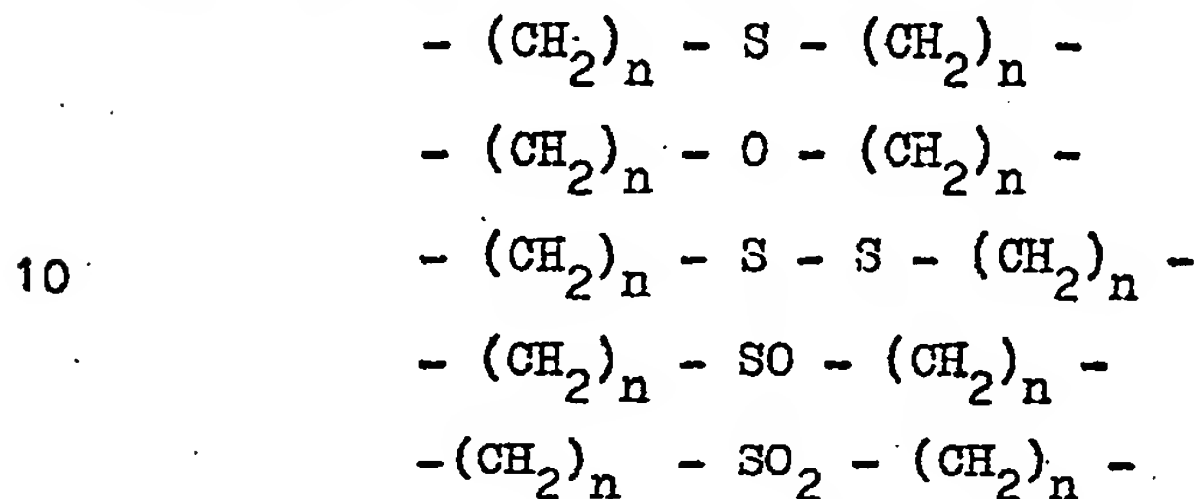 - (CH₂)ₙ - S - (CH₂)ₙ -
- (CH₂)ₙ - O - (CH₂)ₙ -
10 - (CH₂)ₙ - S - S - (CH₂)ₙ -
- (CH₂)ₙ - SO - (CH₂)ₙ -
-(CH₂)ₙ - SO₂ - (CH₂)ₙ -